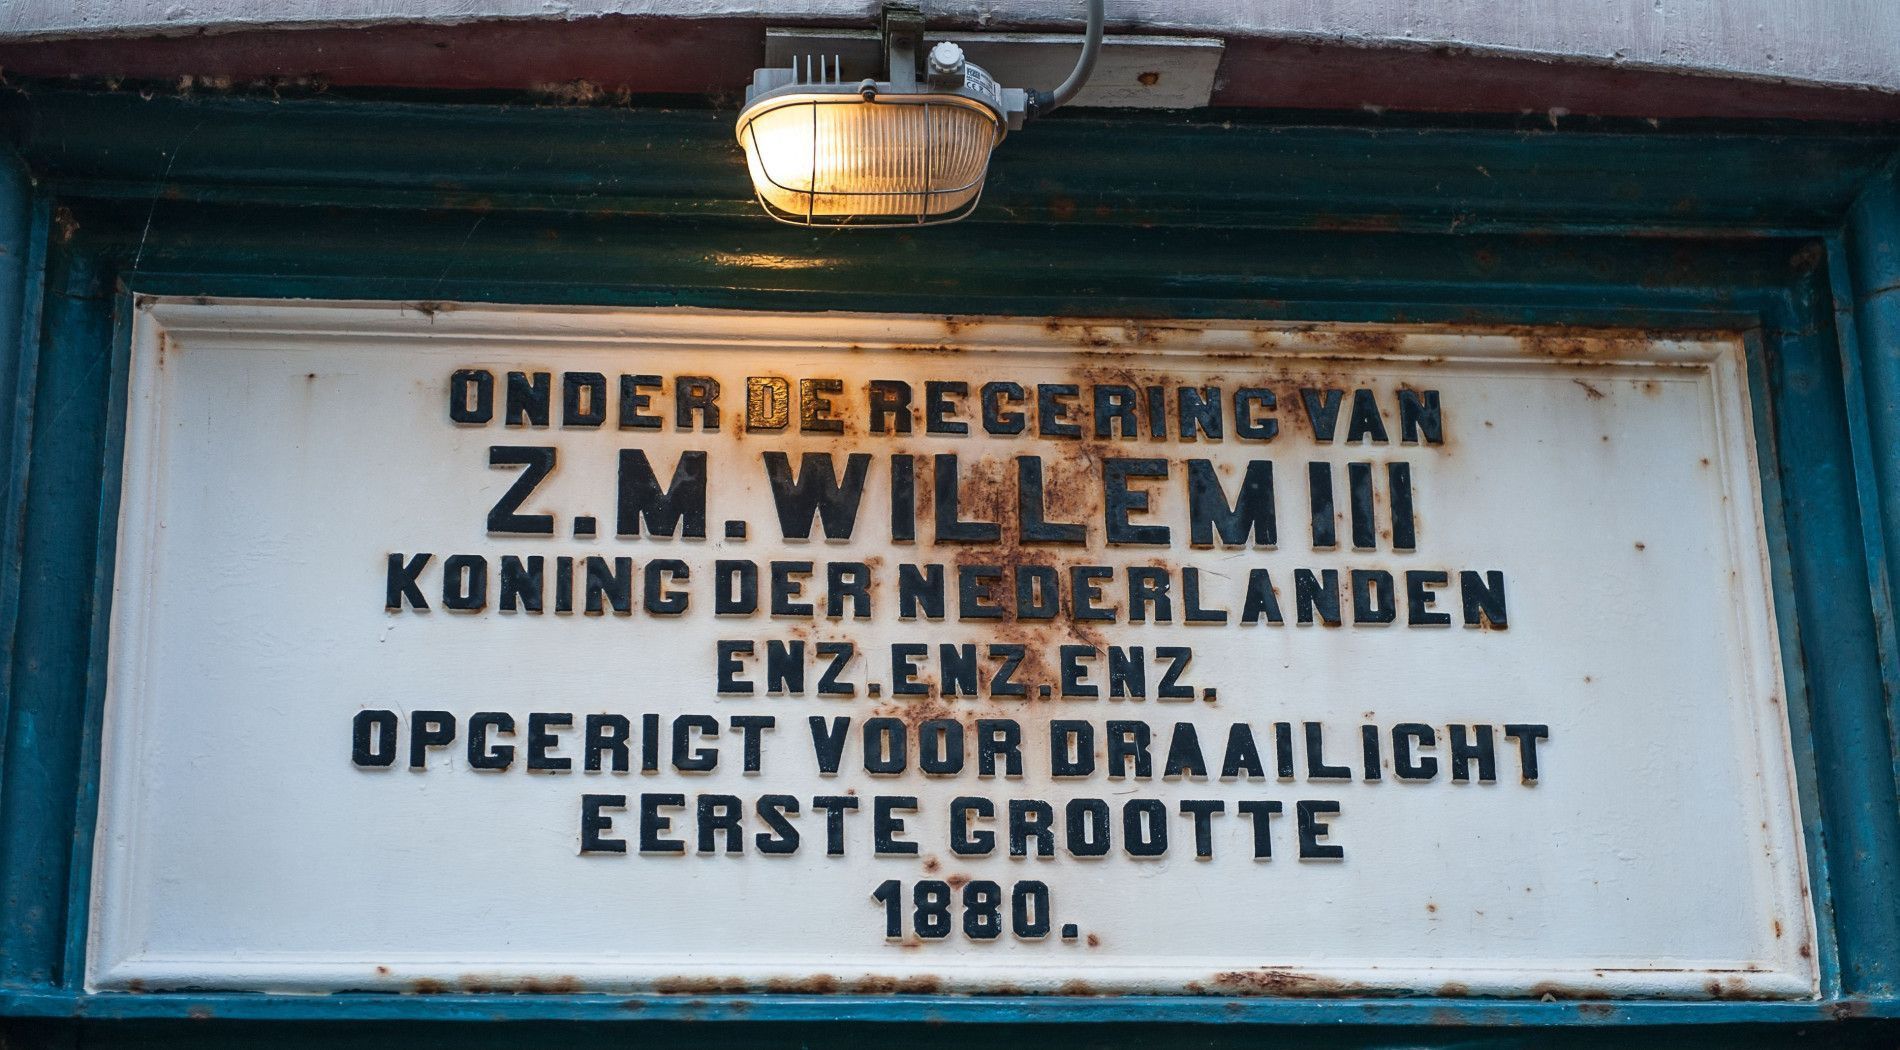 ONDER DE REGERING VAN
Z.M. WILLEM III
KONING DER NEDERLANDEN
ENZ. ENZ. ENZ.
OPGERIGT VOOR DRAAILICHT
EERSTE GROOTTE
1880.